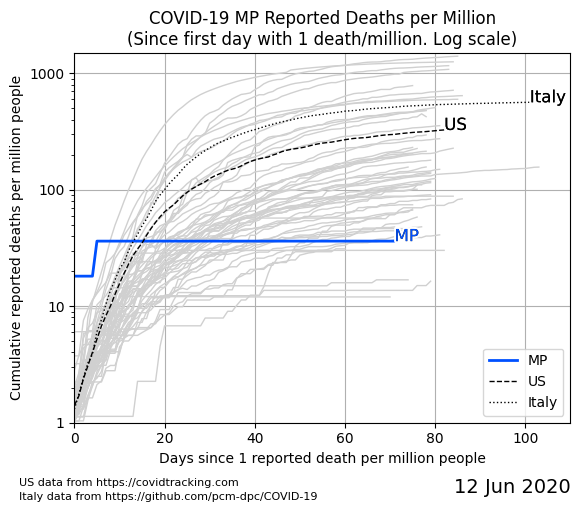 COVID-19 MP Reported Deaths per Million
(Since first day with 1 death/million. Log scale)
Cumulative reported deaths per million people
1000
100
10
1
Italy
US
MP
MP
US
Italy
0 20 40 60 80 100
Days since 1 reported death per million people
US data from https://covidtracking.com
Italy data from https://github.com/pcm-dpc/COVID-19
12 Jun 2020